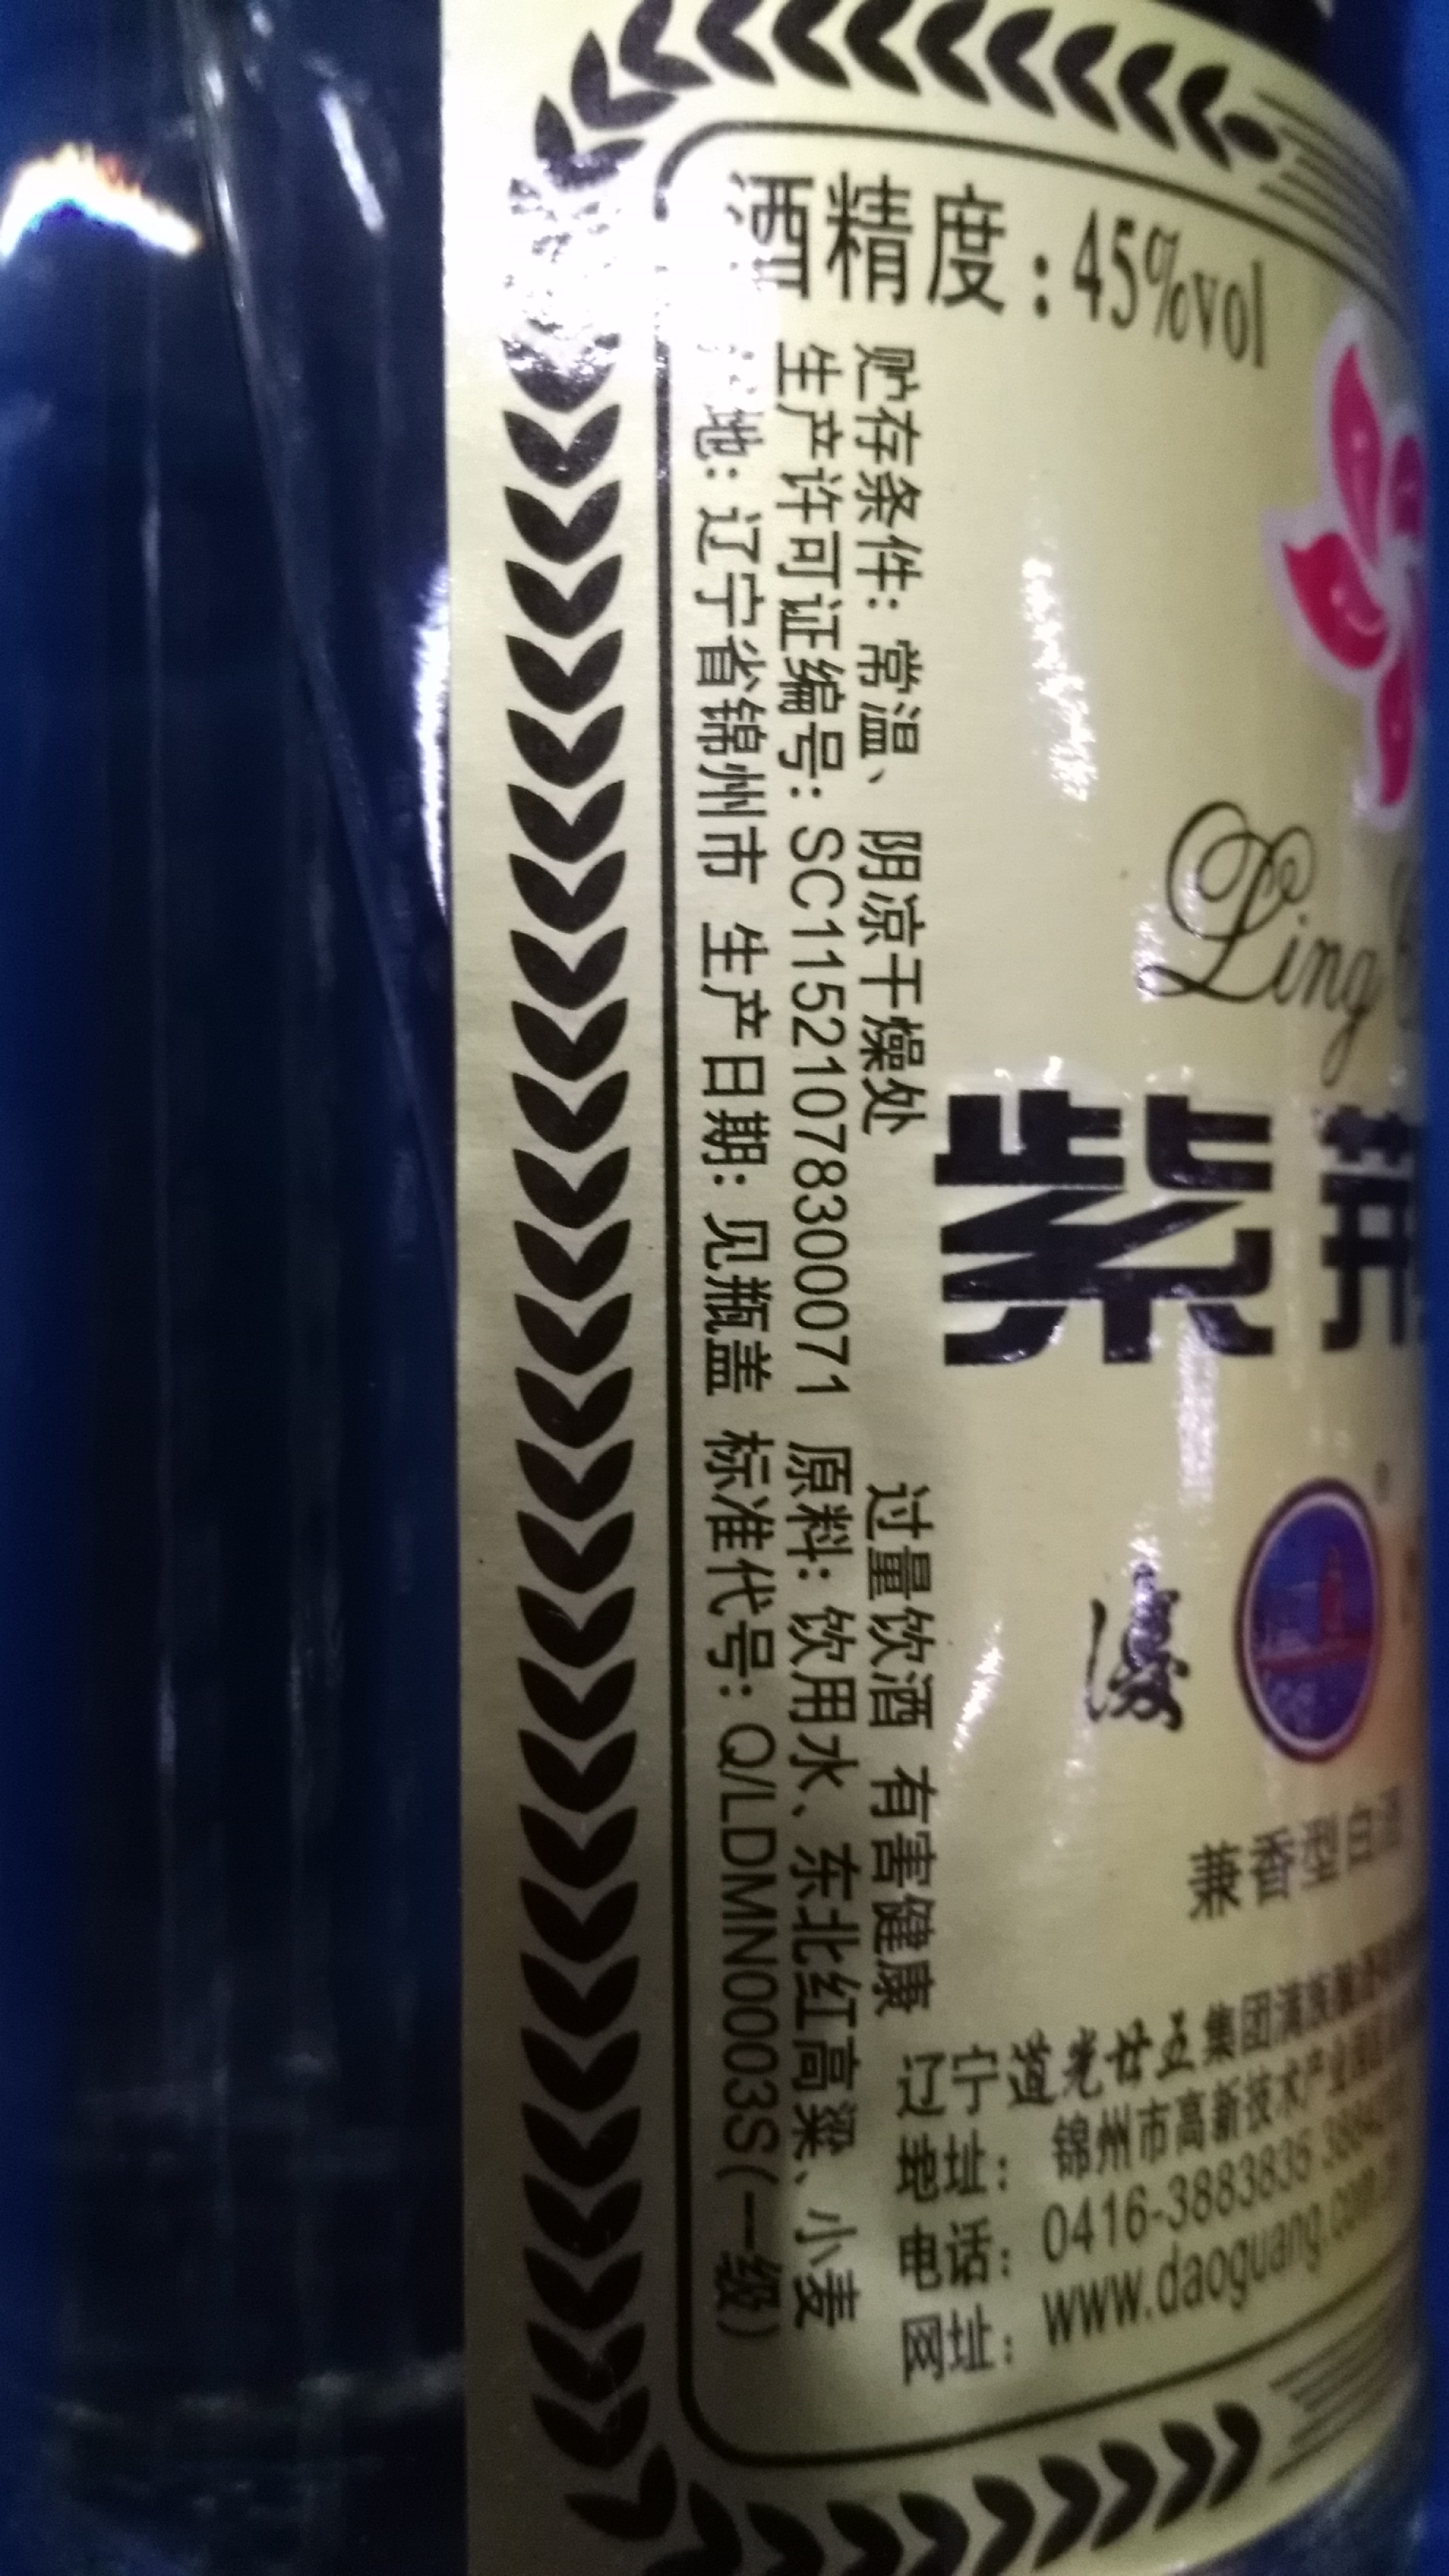 酒精度：45%vol
贮存条件：常温、阴凉干燥处　过量饮酒 有害健康
生产许可证编号：SC11521078300071　原料：饮用水、东北红高粱、小麦
地：辽宁省锦州市　生产日期：见瓶盖　标准代号：Q/LDMN0003S(一级)
Ling
紫荆
優
兼香型白酒
辽宁道光廿五集团满族
地址：锦州市高新技术产业
电话：0416-3883835
网址：www.daoguang.com